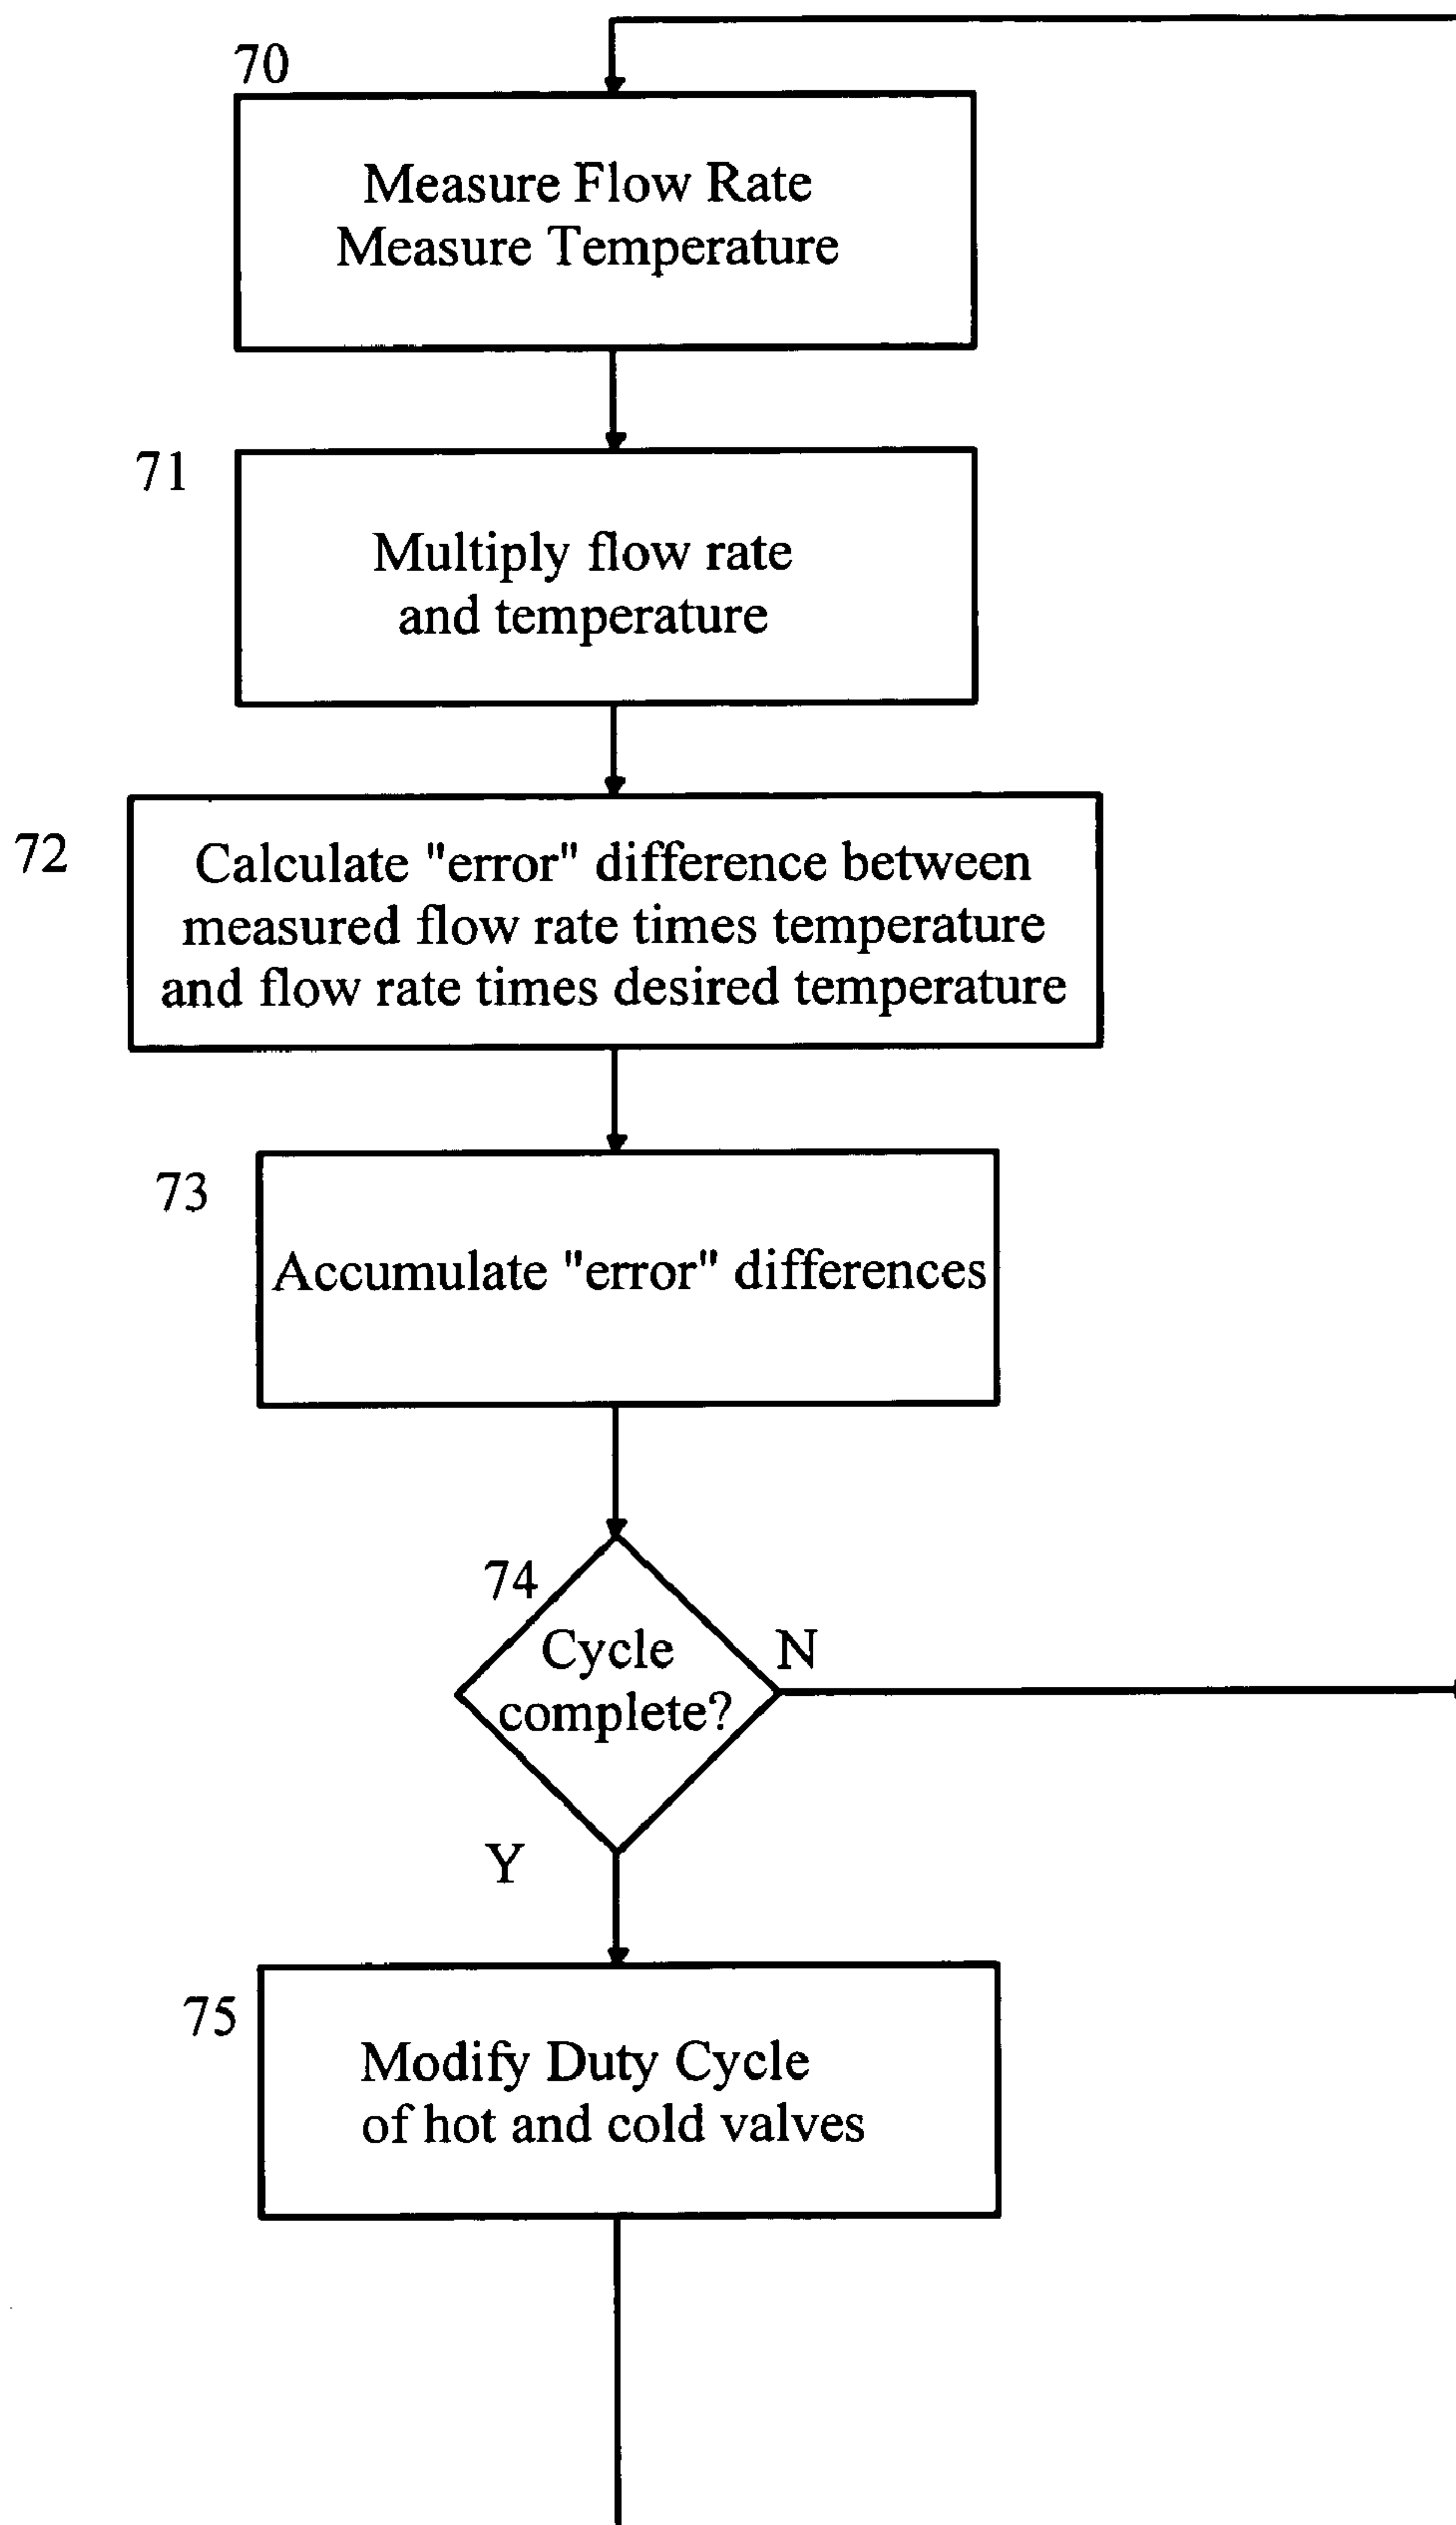 70
Measure Flow Rate
Measure Temperature
71
Multiply flow rate
and temperature
72
Calculate "error" difference between
measured flow rate times temperature
and flow rate times desired temperature
73
Accumulate "error" differences
74
Cycle
complete?
N
Y
75
Modify Duty Cycle
of hot and cold valves